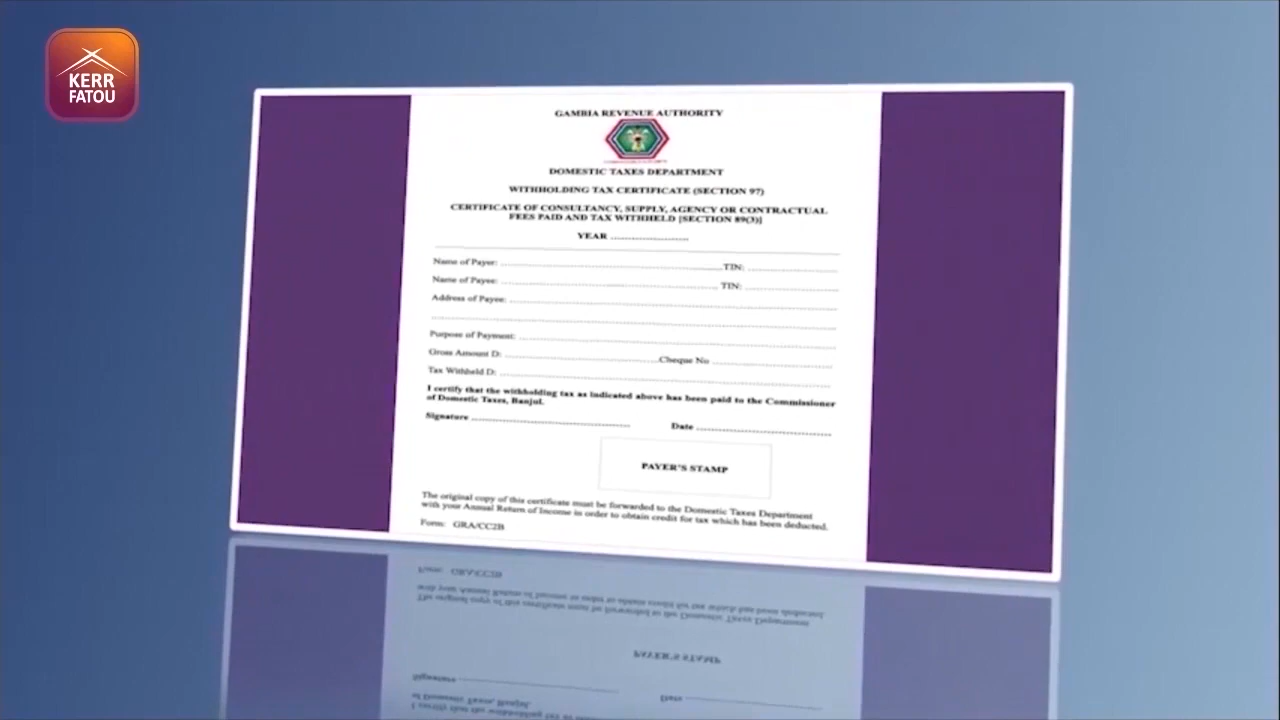 KERR
FATOU
GAMBIA REVENUE AUTHORITY
DOMESTIC TAXES DEPARTMENT
WITHHOLDING TAX CERTIFICATE (SECTION 97)
CERTIFICATE OF CONSULTANCY, SUPPLY, AGENCY OR CONTRACTUAL
FEES PAID AND TAX WITHHELD [SECTION 89(3)]
YEAR ........................
Name of Payer: ........................ TIN: ........................
Name of Payee: ........................ TIN: ........................
Address of Payee: ........................
Purpose of Payment: ........................
Gross Amount D: ........................ Cheque No ........................
Tax Withheld D: ........................
I certify that the withholding tax as indicated above has been paid to the Commissioner
of Domestic Taxes, Banjul.
Signature ........................ Date ........................
PAYER'S STAMP
The original copy of this certificate must be forwarded to the Domestic Taxes Department
with your Annual Return of Income in order to obtain credit for tax which has been deducted.
Form: GRA/CC2B